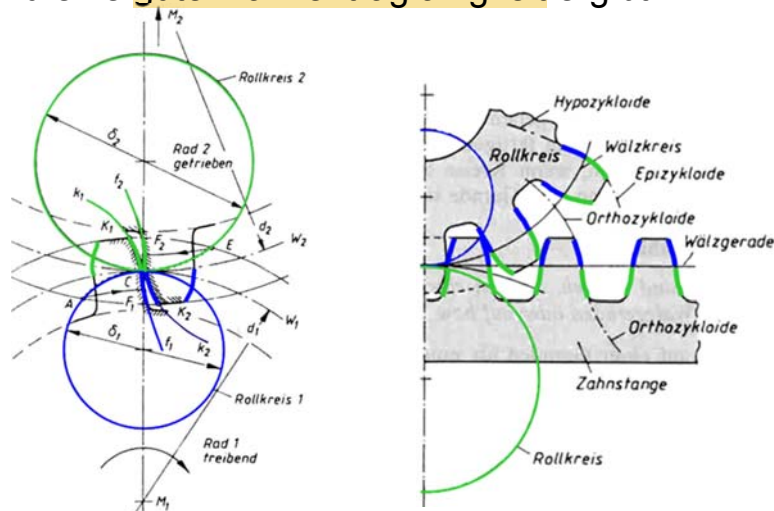 M₂
Rollkreis 2
δ₂
Rad 2
getrieben
k₁
f₂
K₁
F₂
E
d₂
W₂
C
A
F₁
K₂
d₁
W₁
δ₁
f₁
k₂
Rollkreis 1
Rad 1
treibend
M₁
Hypozykloide
Rollkreis
Wälzkreis
Epizykloide
Orthozykloide
Wälzgerade
Orthozykloide
Zahnstange
Rollkreis